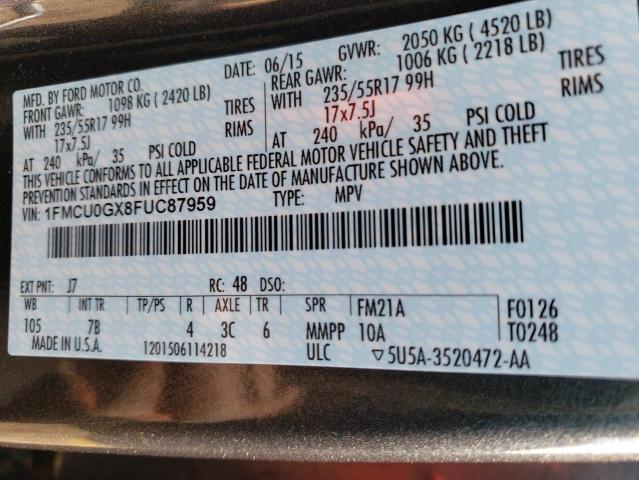 MFD. BY FORD MOTOR CO. DATE: 06/15 GVWR: 2050 KG ( 4520 LB)
FRONT GAWR: 1098 KG ( 2420 LB) REAR GAWR: 1006 KG ( 2218 LB)
WITH 235/55R17 99H TIRES WITH 235/55R17 99H TIRES
17x7.5J RIMS 17x7.5J RIMS
AT 240 kPa/ 35 PSI COLD AT 240 kPa/ 35 PSI COLD
THIS VEHICLE CONFORMS TO ALL APPLICABLE FEDERAL MOTOR VEHICLE SAFETY AND THEFT
PREVENTION STANDARDS IN EFFECT ON THE DATE OF MANUFACTURE SHOWN ABOVE.
VIN: 1FMCU0GX8FUC87959 TYPE: MPV
EXT PNT: J7 RC: 48 DSO:
WB INT TR TP/PS R AXLE TR SPR FM21A F0126
105 7B 4 3C 6 MMPP 10A T0248
MADE IN U.S.A. 1201506114218 ULC ▽5U5A-3520472-AA